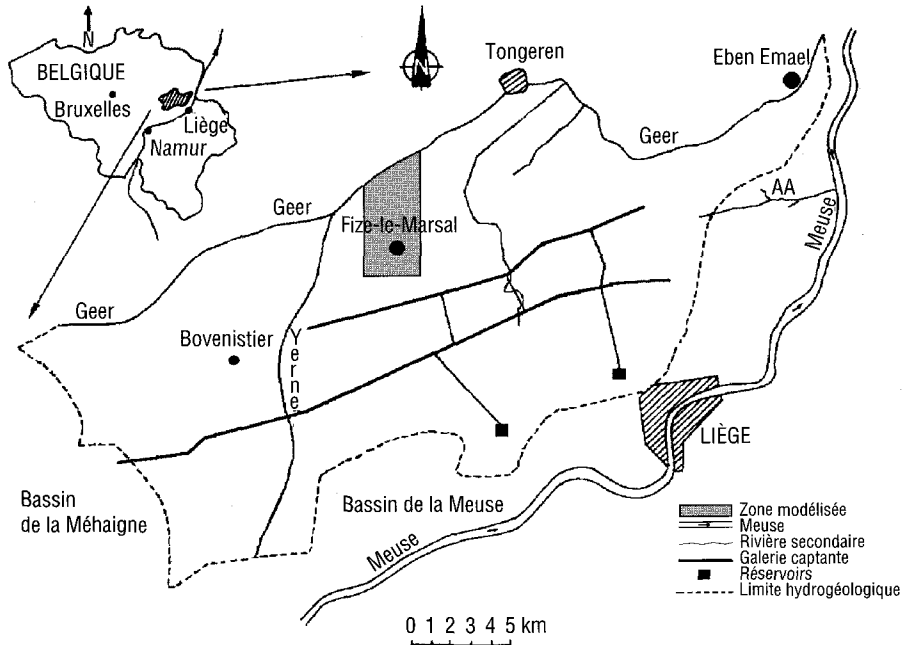 N
BELGIQUE
Bruxelles
Liège
Namur
N
Tongeren
Eben Emael
Geer
AA
Meuse
Geer
Fize-le-Marsal
Geer
Bovenistier
Yerne
LIÈGE
Bassin
de la Méhaigne
Bassin de la Meuse
Meuse
Zone modélisée
Meuse
Rivière secondaire
Galerie captante
Réservoirs
Limite hydrogéologique
0 1 2 3 4 5 km